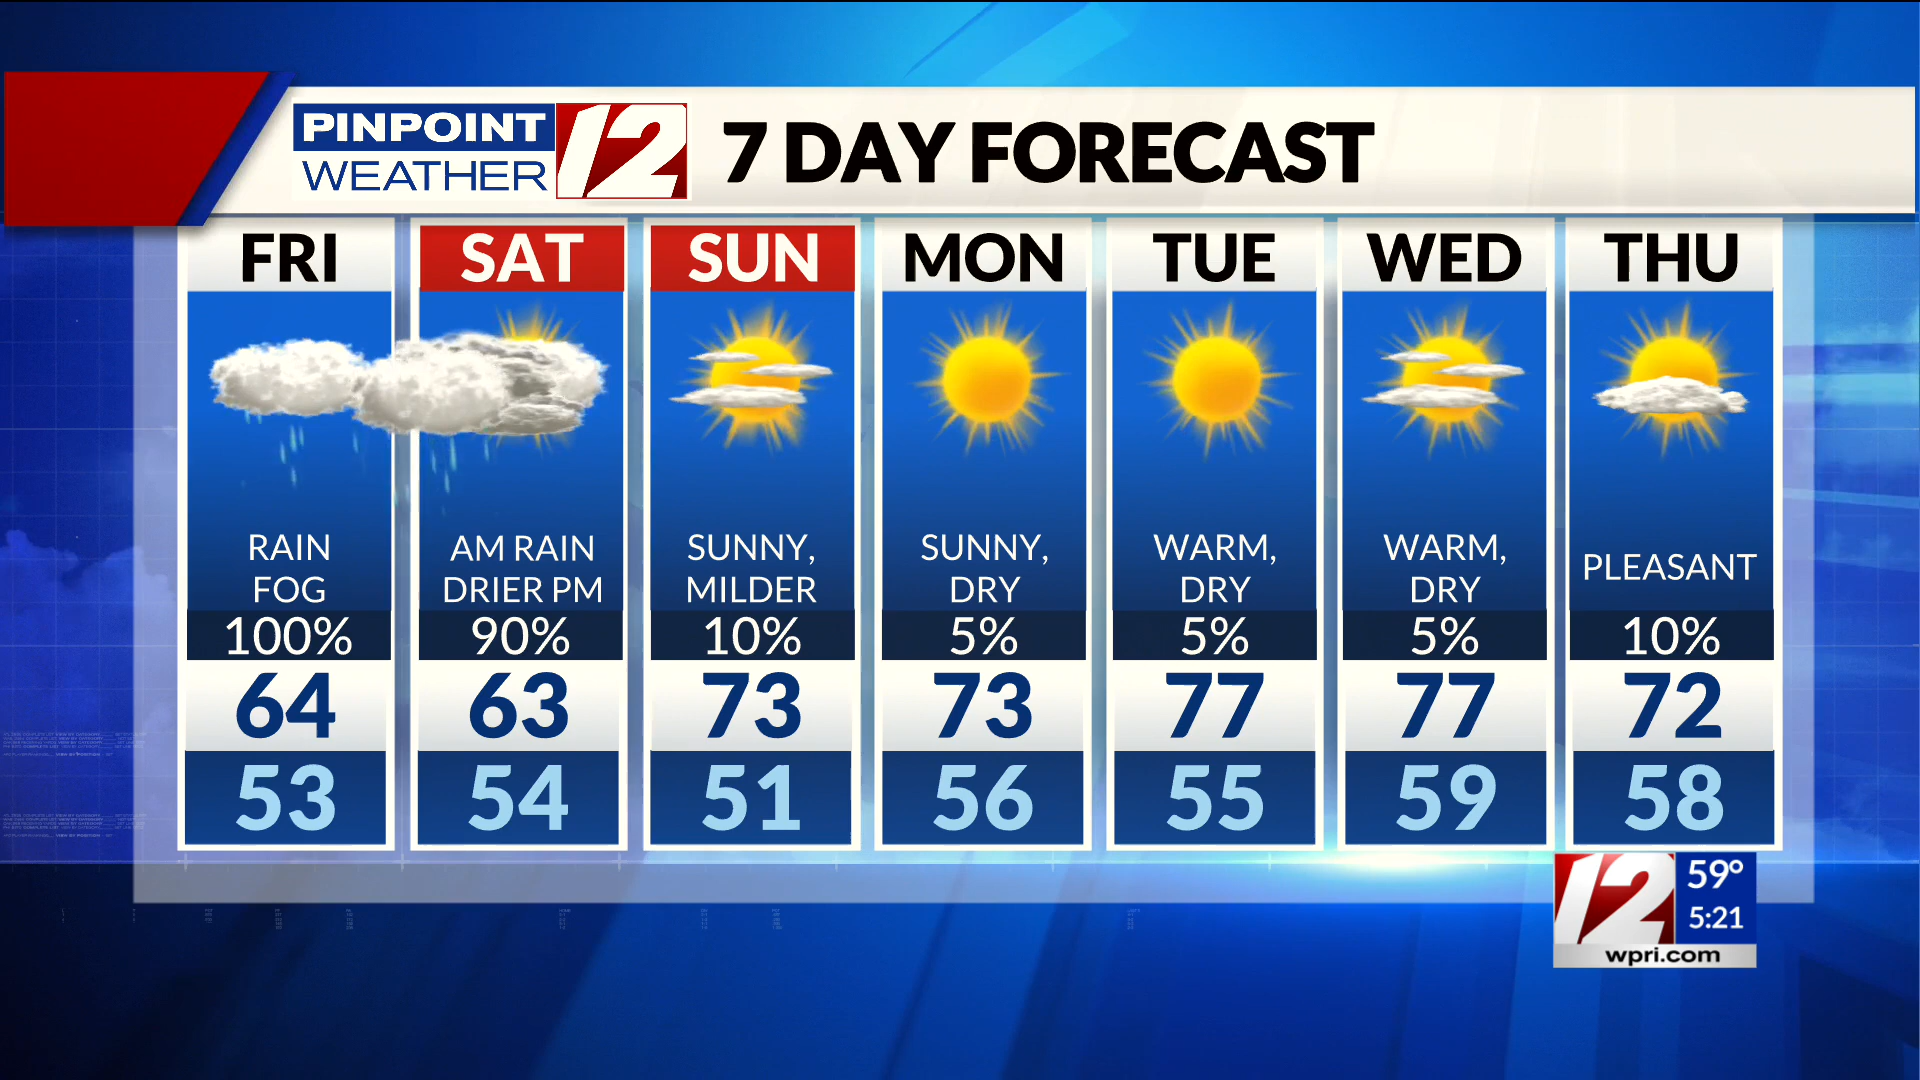 PINPOINT
WEATHER 12
7 DAY FORECAST
FRI SAT SUN MON TUE WED THU
RAIN FOG
AM RAIN DRIER PM
SUNNY, MILDER
SUNNY, DRY
WARM, DRY
WARM, DRY
PLEASANT
100% 90% 10% 5% 5% 5% 10%
64 63 73 73 77 77 72
53 54 51 56 55 59 58
12
59°
5:21
wpri.com